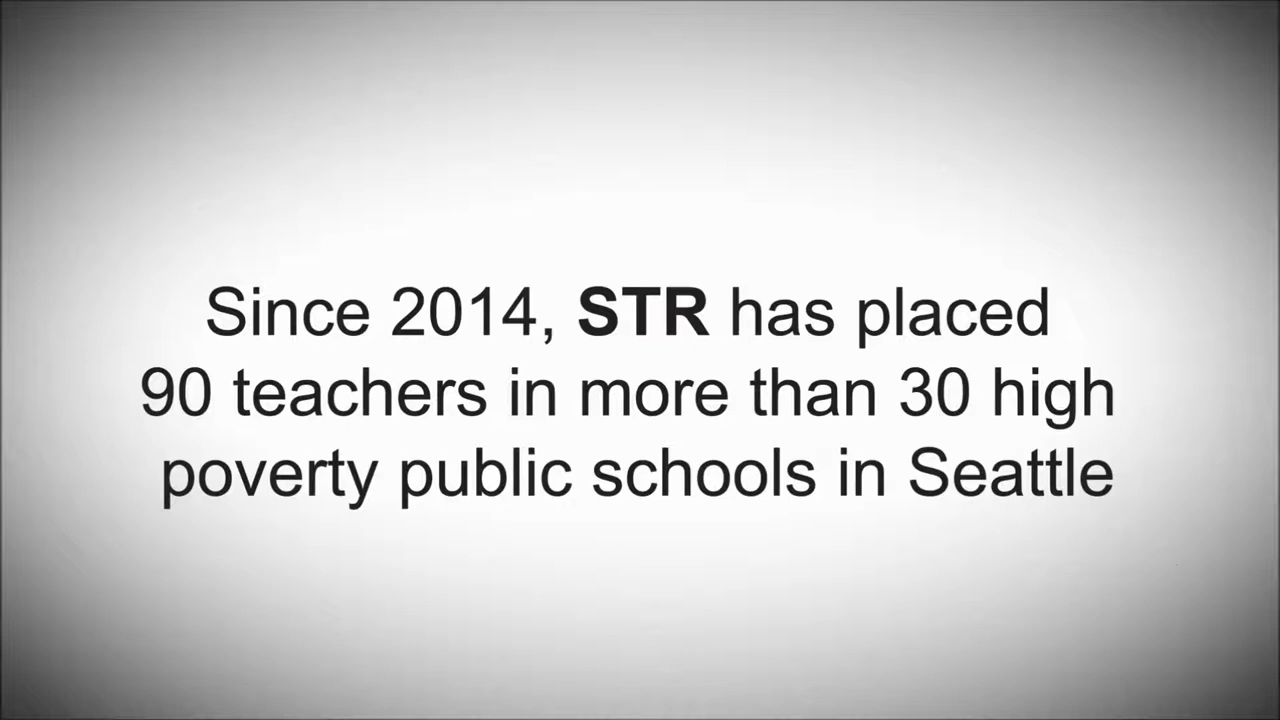 Since 2014, STR has placed
90 teachers in more than 30 high
poverty public schools in Seattle